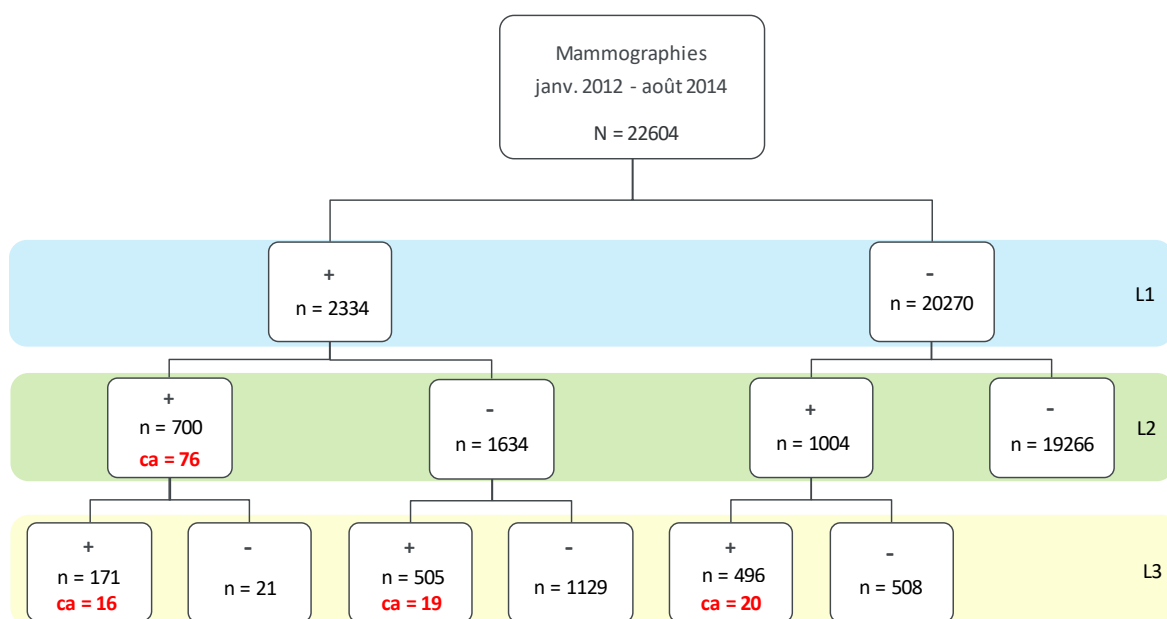 Mammographies
janv. 2012 - août 2014
N = 22604
+
n = 2334
-
n = 20270
L1
+
n = 700
ca = 76
-
n = 1634
+
n = 1004
-
n = 19266
L2
+
n = 171
ca = 16
-
n = 21
+
n = 505
ca = 19
-
n = 1129
+
n = 496
ca = 20
-
n = 508
L3